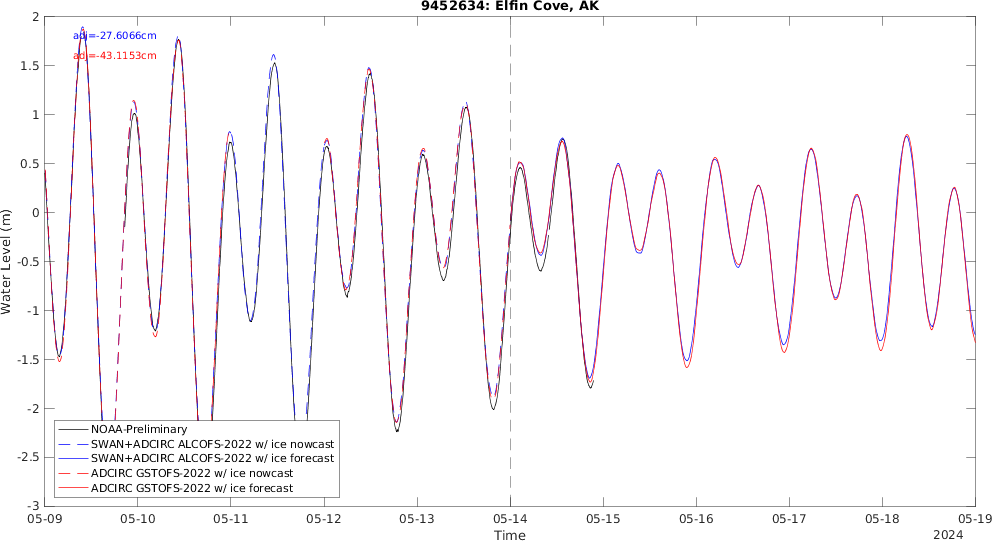 9452634: Elfin Cove, AK
adj=-27.6066cm
adj=-43.1153cm
Water Level (m)
2
1.5
1
0.5
0
-0.5
-1
-1.5
-2
-2.5
-3
NOAA-Preliminary
SWAN+ADCIRC ALCOFS-2022 w/ ice nowcast
SWAN+ADCIRC ALCOFS-2022 w/ ice forecast
ADCIRC GSTOFS-2022 w/ ice nowcast
ADCIRC GSTOFS-2022 w/ ice forecast
05-09 05-10 05-11 05-12 05-13 05-14 05-15 05-16 05-17 05-18 05-19
Time
2024